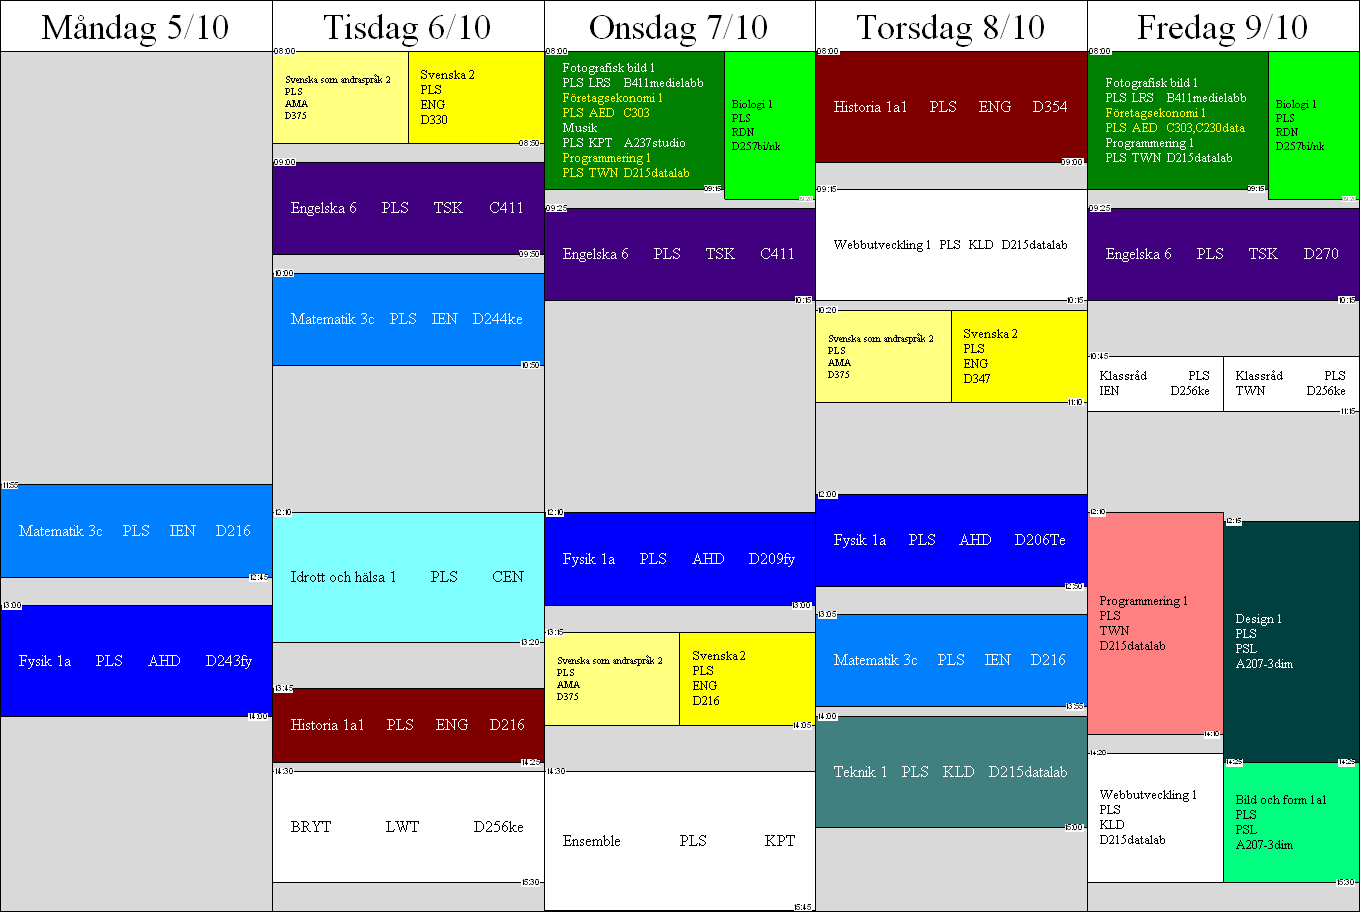 Måndag 5/10
Tisdag 6/10
Onsdag 7/10
Torsdag 8/10
Fredag 9/10
11:55
Matematik 3c PLS IEN D216
12:45
13:00
Fysik 1a PLS AHD D243fy
14:00
08:00
Svenska som andraspråk 2
PLS
AMA
D375
Svenska 2
PLS
ENG
D330
08:50
09:00
Engelska 6 PLS TSK C411
09:50
10:00
Matematik 3c PLS IEN D244ke
10:50
12:10
Idrott och hälsa 1 PLS CEN
13:20
13:45
Historia 1a1 PLS ENG D216
14:25
14:30
BRYT LWT D256ke
15:30
08:00
Fotografisk bild 1
PLS LRS B411medielabb
Företagsekonomi 1
PLS AED C303
Musik
PLS KPT A237studio
Programmering 1
PLS TWN D215datalab
09:15
Biologi 1
PLS
RDN
D257bi/nk
09:20
09:25
Engelska 6 PLS TSK C411
10:15
12:10
Fysik 1a PLS AHD D209fy
13:00
13:15
Svenska som andraspråk 2
PLS
AMA
D375
Svenska 2
PLS
ENG
D216
14:05
14:30
Ensemble PLS KPT
15:45
08:00
Historia 1a1 PLS ENG D354
09:00
09:15
Webbutveckling 1 PLS KLD D215datalab
10:15
10:20
Svenska som andraspråk 2
PLS
AMA
D375
Svenska 2
PLS
ENG
D347
11:10
12:00
Fysik 1a PLS AHD D206Te
12:50
13:05
Matematik 3c PLS IEN D216
13:55
14:00
Teknik 1 PLS KLD D215datalab
15:00
08:00
Fotografisk bild 1
PLS LRS B411medielabb
Företagsekonomi 1
PLS AED C303,C230data
Programmering 1
PLS TWN D215datalab
09:15
Biologi 1
PLS
RDN
D257bi/nk
09:20
09:25
Engelska 6 PLS TSK D270
10:15
10:45
Klassråd PLS
IEN D256ke
Klassråd PLS
TWN D256ke
11:15
12:10
Programmering 1
PLS
TWN
D215datalab
14:10
12:15
Design 1
PLS
PSL
A207-3dim
14:25
14:20
Webbutveckling 1
PLS
KLD
D215datalab
14:25
Bild och form 1a1
PLS
PSL
A207-3dim
15:30